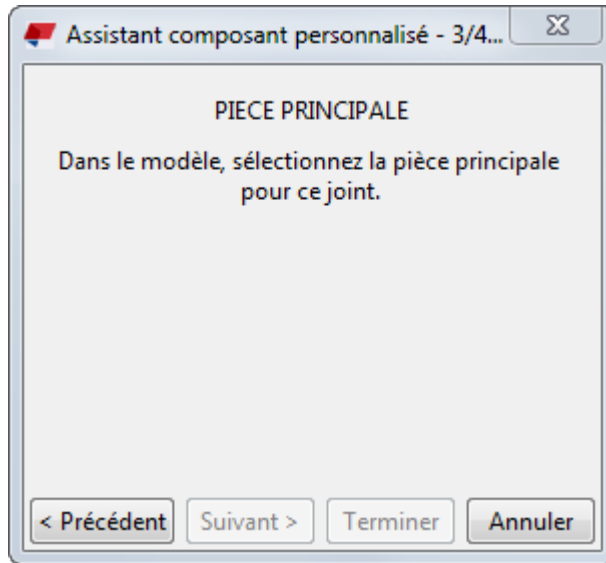 Assistant composant personnalisé - 3/4...
PIECE PRINCIPALE
Dans le modèle, sélectionnez la pièce principale
pour ce joint.
< Précédent Suivant > Terminer Annuler